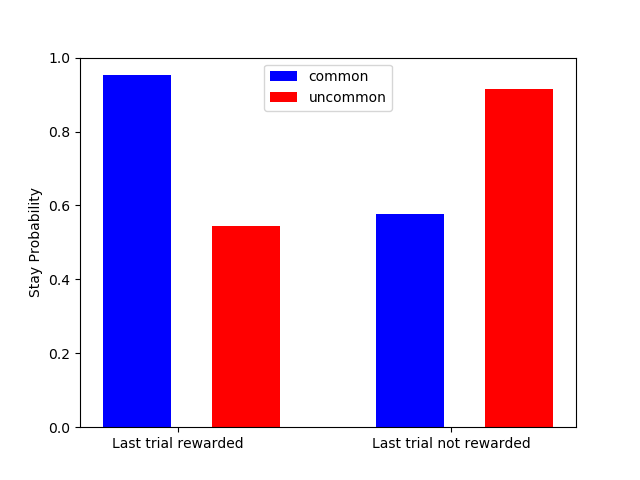 1.0
0.8
0.6
0.4
0.2
0.0
Stay Probability
common
uncommon
Last trial rewarded
Last trial not rewarded